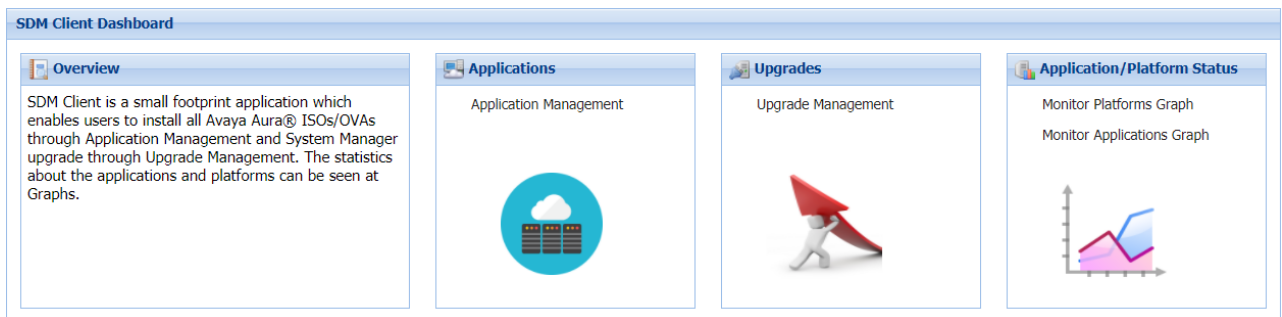 SDM Client Dashboard
Overview
SDM Client is a small footprint application which
enables users to install all Avaya Aura® ISOs/OVAs
through Application Management and System Manager
upgrade through Upgrade Management. The statistics
about the applications and platforms can be seen at
Graphs.
Applications
Application Management
Upgrades
Upgrade Management
Application/Platform Status
Monitor Platforms Graph
Monitor Applications Graph